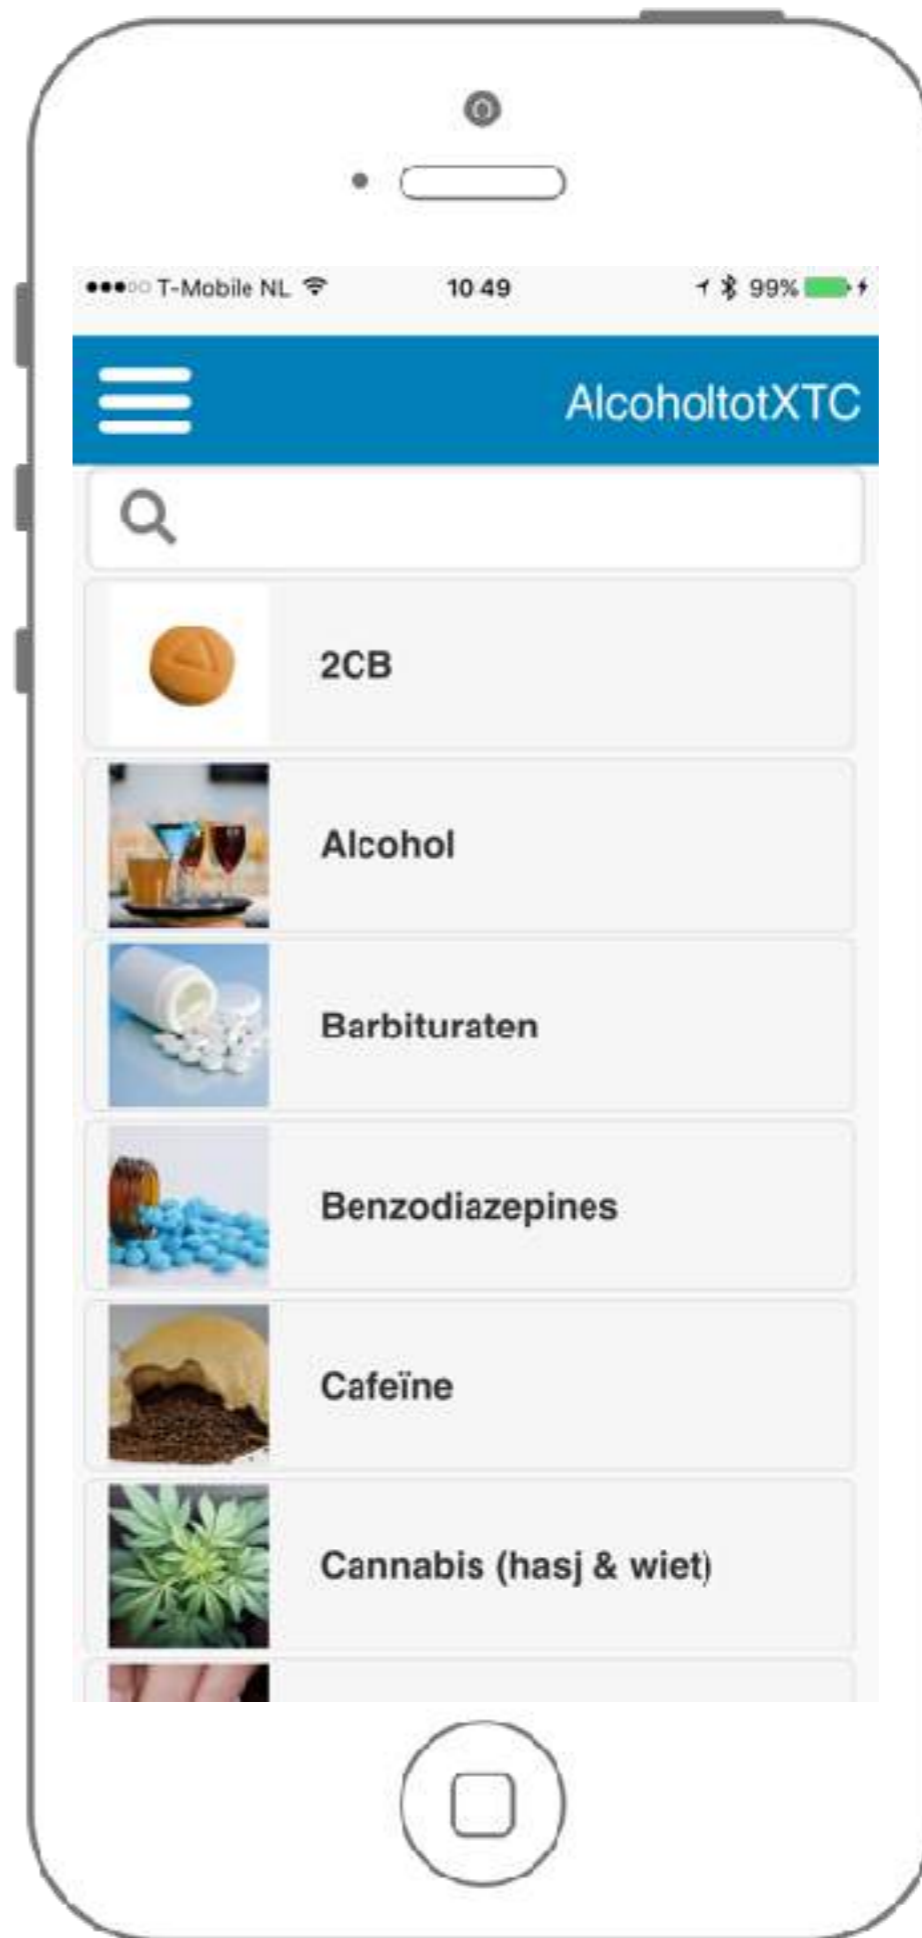 T-Mobile NL 10 49 99%
AlcoholtotXTC
2CB
Alcohol
Barbituraten
Benzodiazepines
Cafeïne
Cannabis (hasj & wiet)